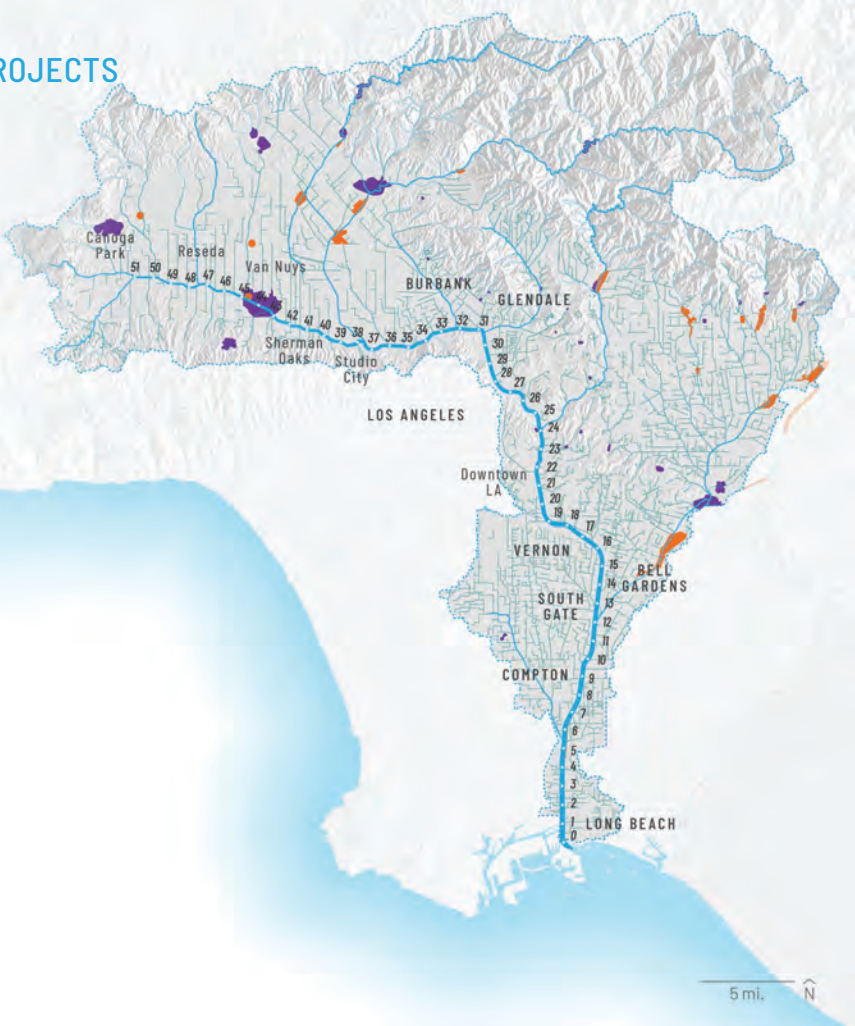 ROJECTS
Canoga
Park
Reseda
Van Nuys
BURBANK
GLENDALE
51 50 49 48 47 46 45 44 43 42 41 40 39 38 37 36 35 34 33 32 31
Sherman
Oaks
Studio
City
30
29
28
27
26
25
LOS ANGELES
24
23
22
Downtown
LA
21
20
19
18
17
16
VERNON
15
BELL
GARDENS
14
SOUTH
GATE
13
12
11
10
COMPTON
9
8
7
6
5
4
3
2
1
LONG BEACH
0
5 mi.
N